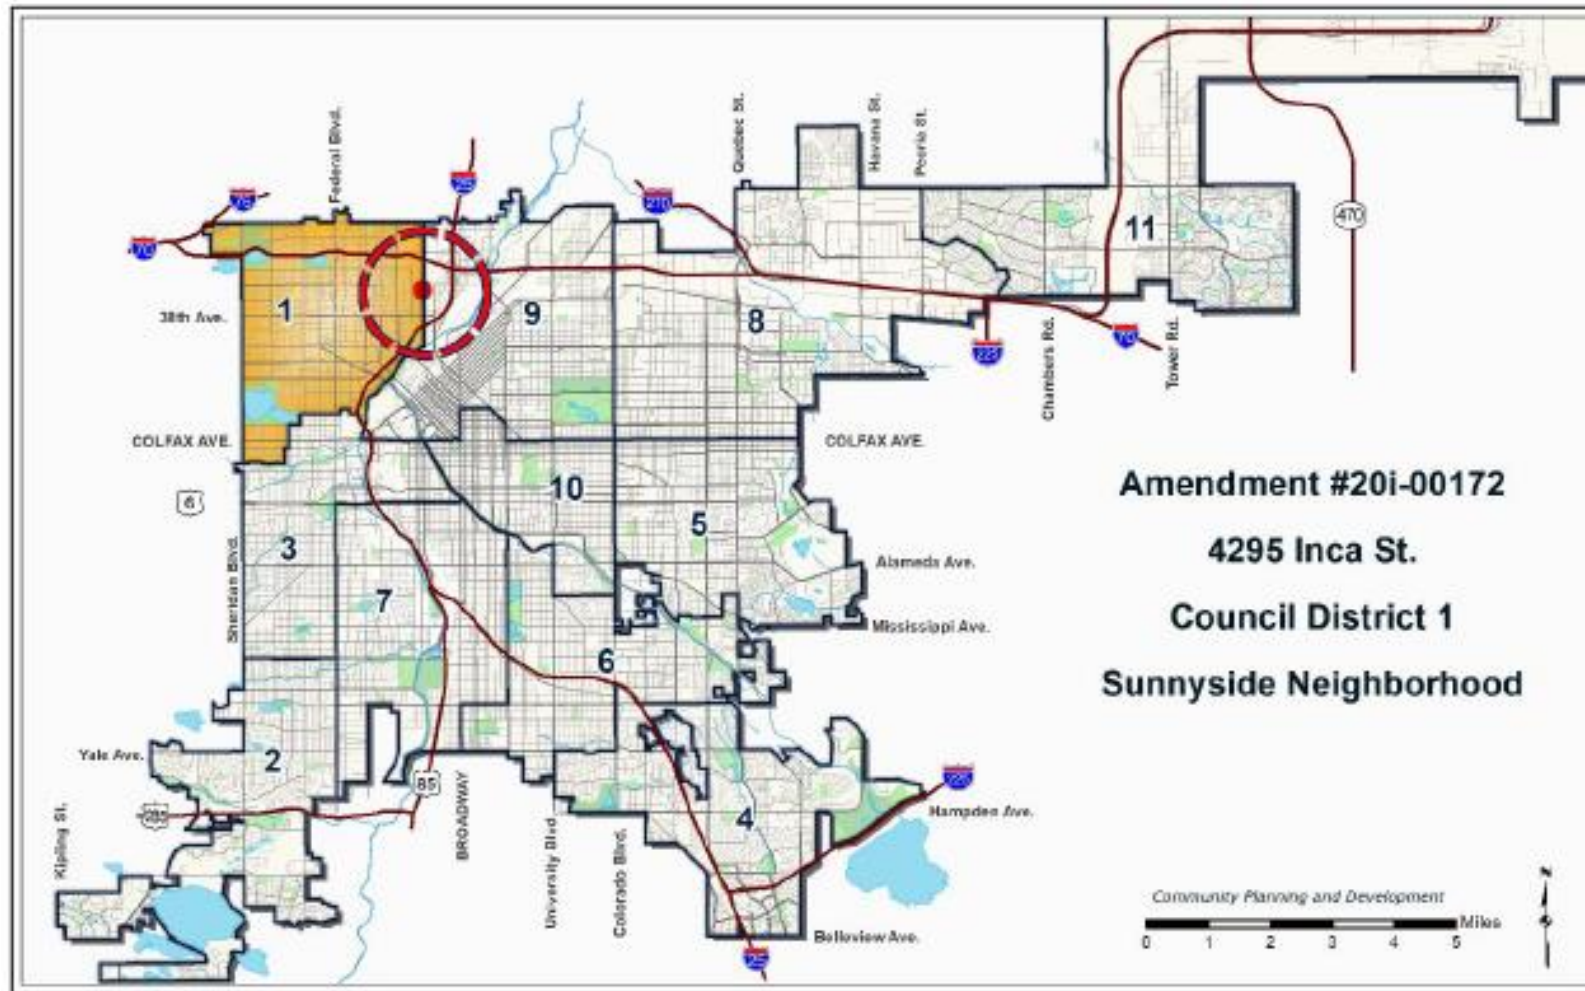 Federal Blvd.
Quebec St.
Havana St.
Peoria St.
76
25
270
70
470
11
1
9
8
38th Ave.
225
70
Chambers Rd.
Tower Rd.
COLFAX AVE.
COLFAX AVE.
6
10
5
3
7
Sheridan Blvd.
Alameda Ave.
Mississippi Ave.
6
2
Yale Ave.
85
285
BROADWAY
University Blvd.
Colorado Blvd.
Kipling St.
4
225
Hampden Ave.
Belleview Ave.
25
Amendment #20i-00172
4295 Inca St.
Council District 1
Sunnyside Neighborhood
Community Planning and Development
Miles
0 1 2 3 4 5
N